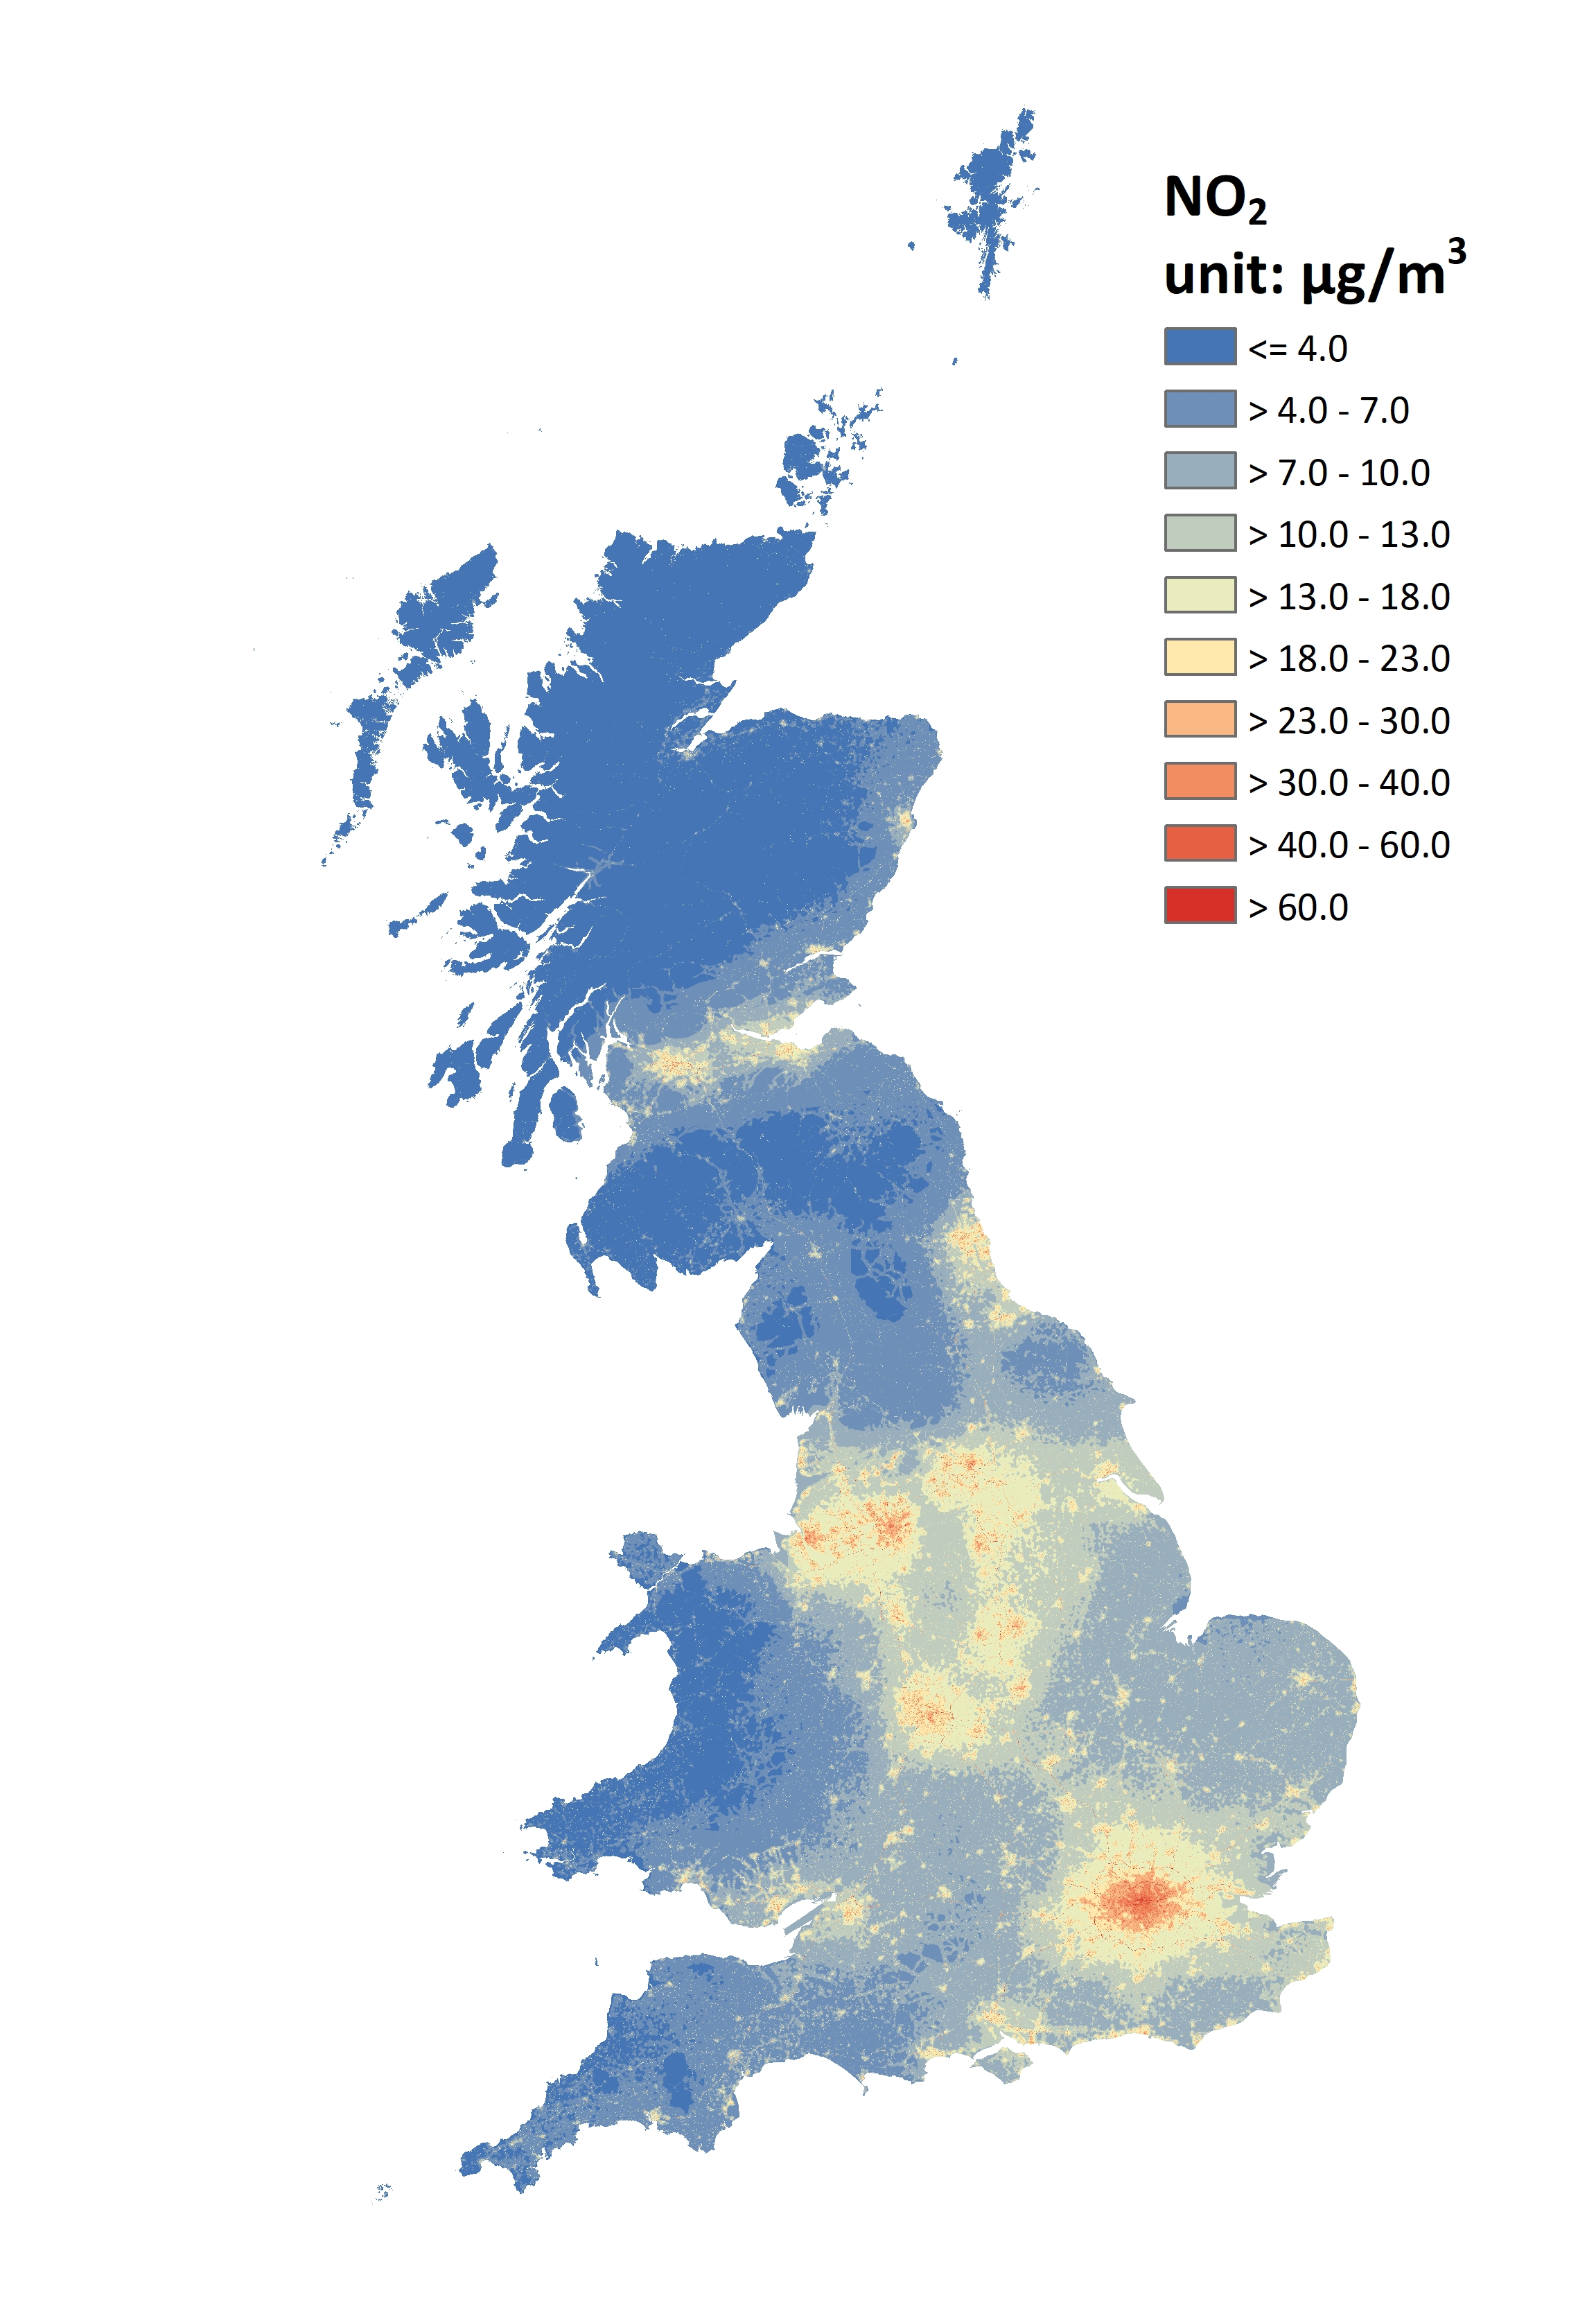 NO₂
unit: µg/m³
<= 4.0
> 4.0 - 7.0
> 7.0 - 10.0
> 10.0 - 13.0
> 13.0 - 18.0
> 18.0 - 23.0
> 23.0 - 30.0
> 30.0 - 40.0
> 40.0 - 60.0
> 60.0